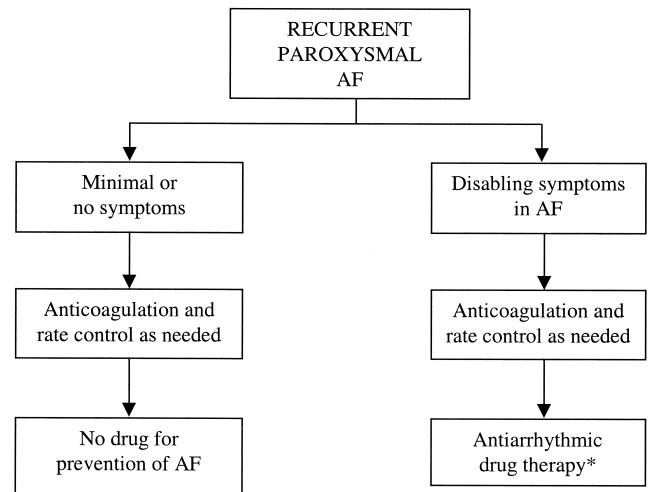 RECURRENT
PAROXYSMAL
AF
Minimal or
no symptoms
Disabling symptoms
in AF
Anticoagulation and
rate control as needed
Anticoagulation and
rate control as needed
No drug for
prevention of AF
Antiarrhythmic
drug therapy*